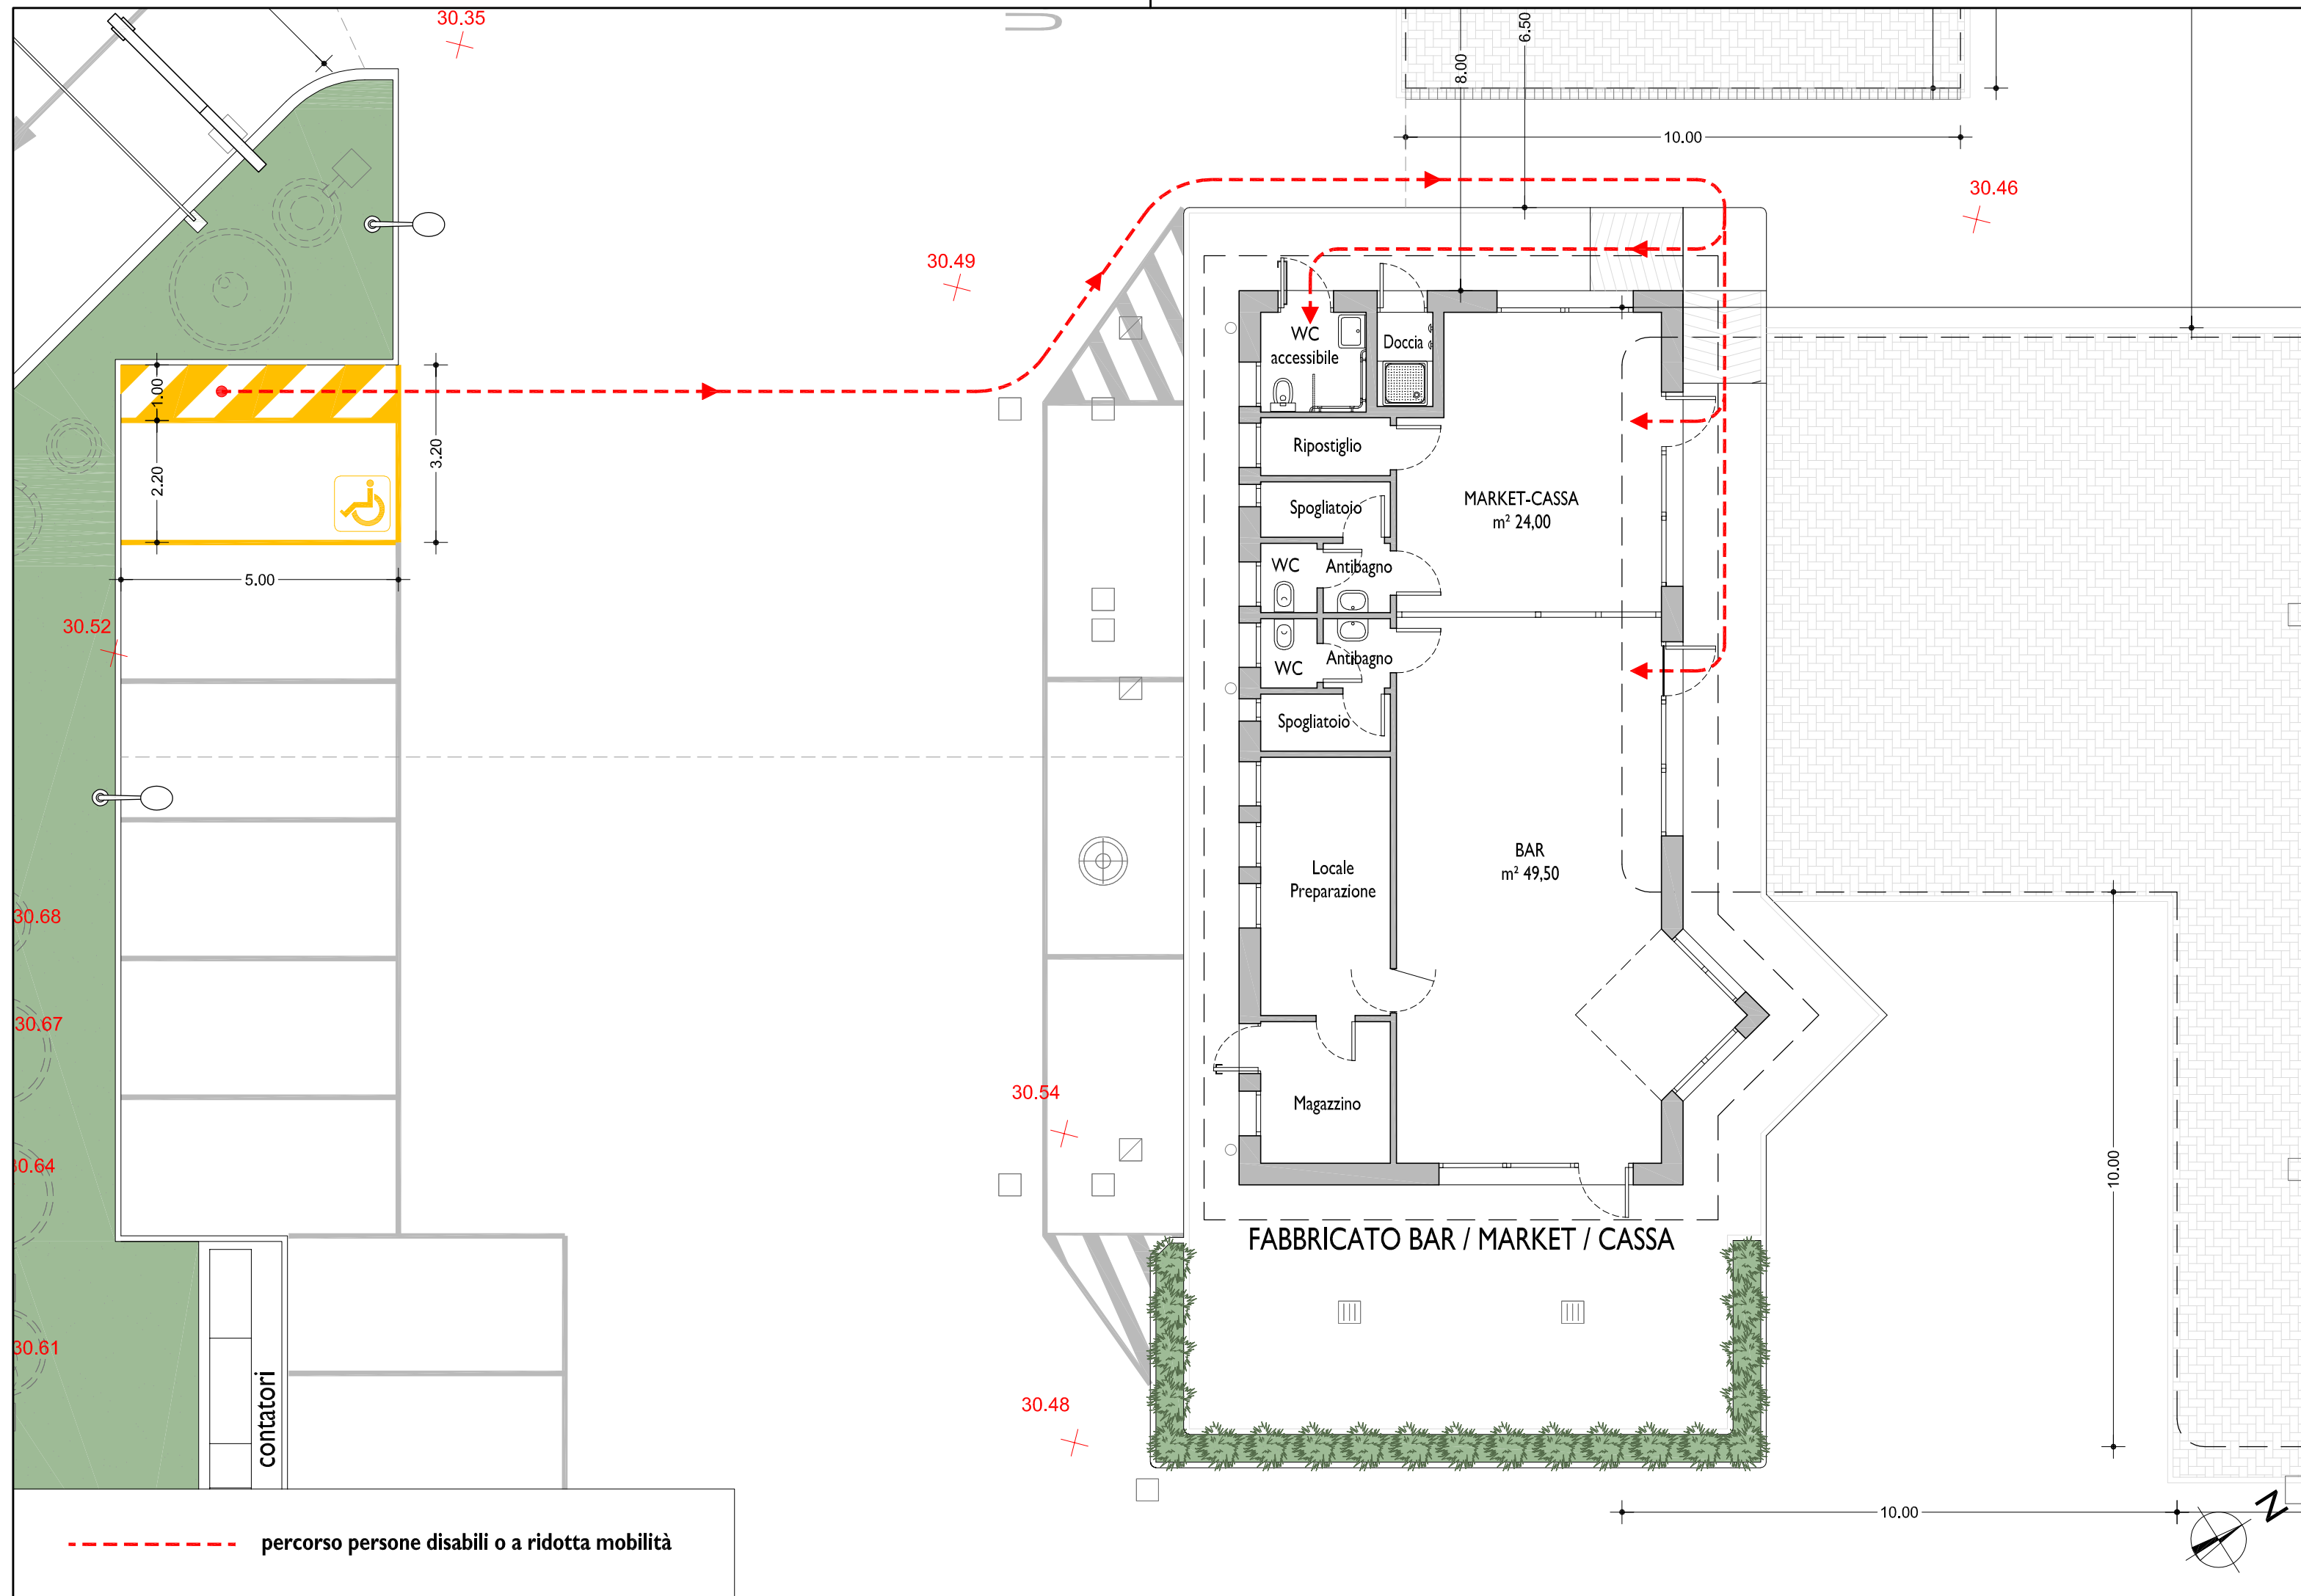 30.35
6.50
8.00
10.00
30.46
30.49
WC
accessibile
Doccia
1.00
2.20
3.20
5.00
Ripostiglio
Spogliatoio
MARKET-CASSA
m² 24,00
WC
Antibagno
30.52
WC
Antibagno
Spogliatoio
BAR
m² 49,50
Locale
Preparazione
30.68
30.67
30.54
Magazzino
30.64
10.00
FABBRICATO BAR / MARKET / CASSA
30.61
contatori
30.48
10.00
N
percorso persone disabili o a ridotta mobilità